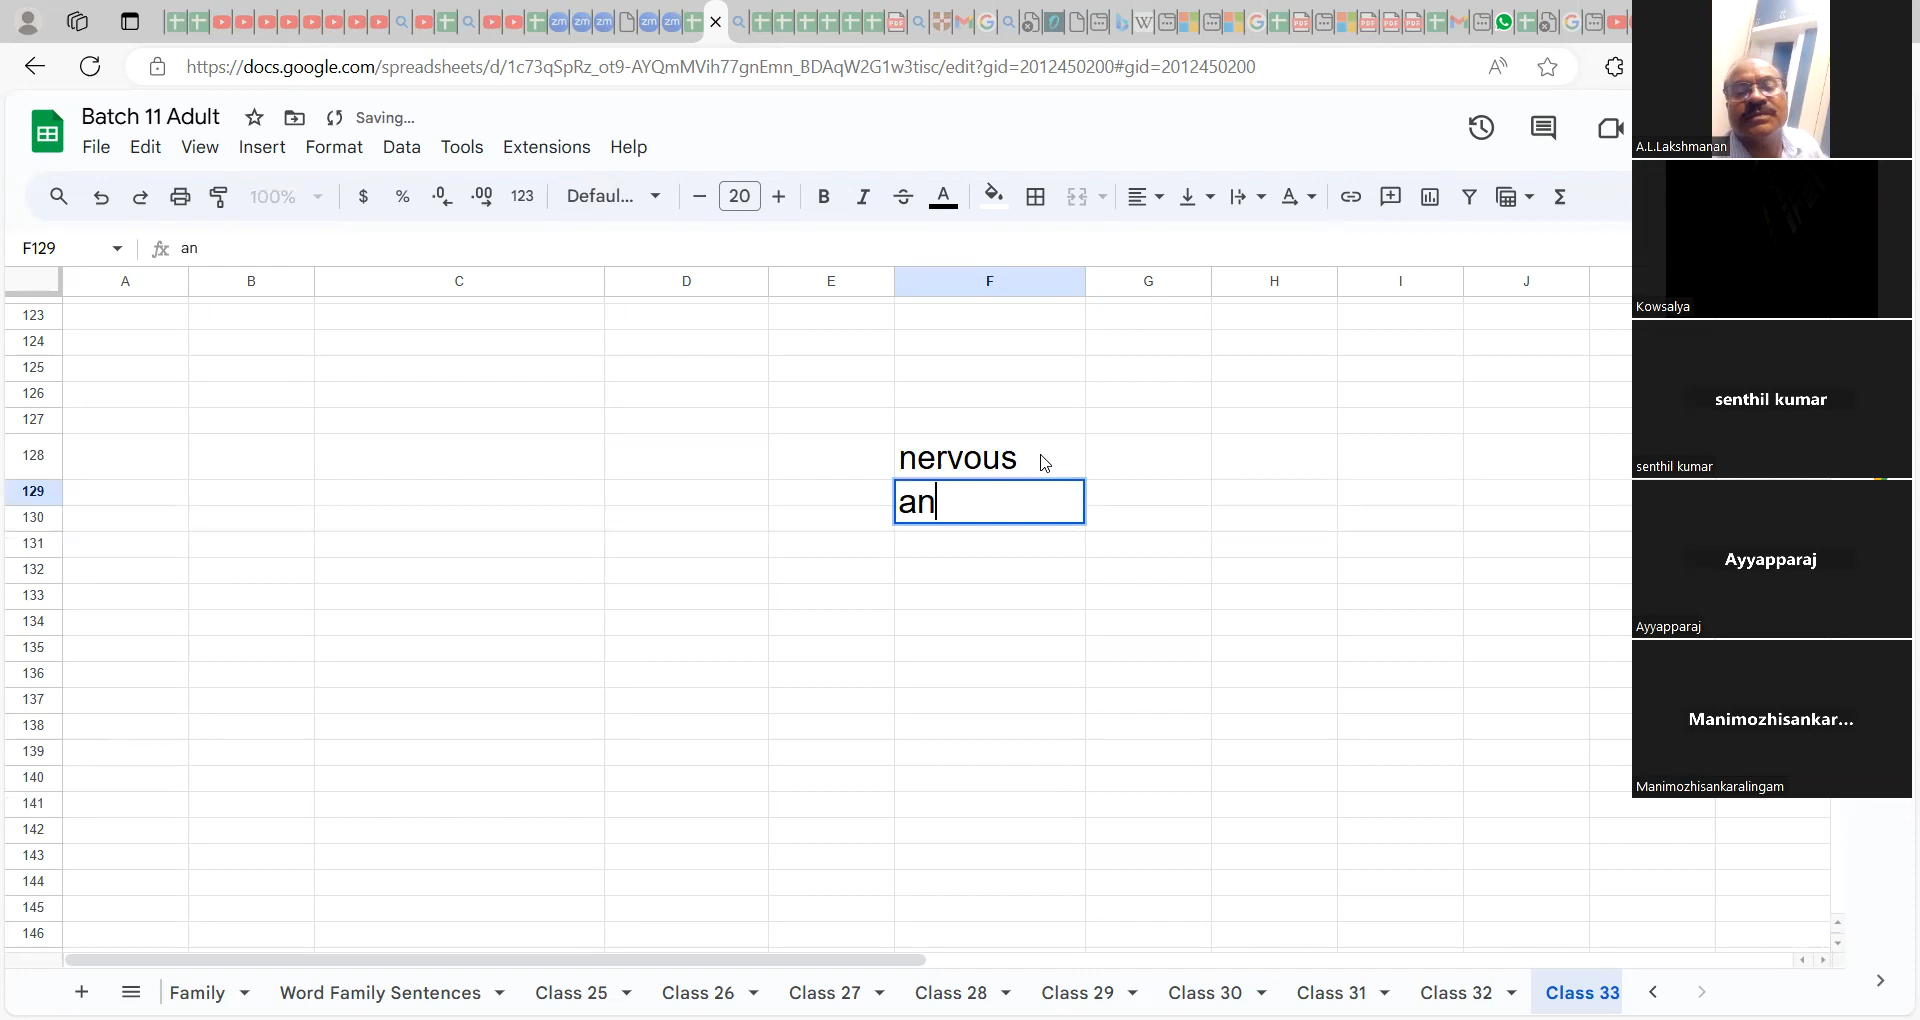 https://docs.google.com/spreadsheets/d/1c73qSpRz_ot9-AYQmMVih77gnEmn_BDAqW2G1w3tisc/edit?gid=2012450200#gid=2012450200
Batch 11 Adult
Saving...
File Edit View Insert Format Data Tools Extensions Help
100% $ % .0 .00 123 Defaul... 20 B I S A
F129 fx an
A B C D E F G H I J
123
124
125
126
127
128 nervous
129 an
130
131
132
133
134
135
136
137
138
139
140
141
142
143
144
145
146
Family Word Family Sentences Class 25 Class 26 Class 27 Class 28 Class 29 Class 30 Class 31 Class 32 Class 33
A.L.Lakshmanan
Kowsalya
senthil kumar
senthil kumar
Ayyapparaj
Ayyapparaj
Manimozhisankar...
Manimozhisankaralingam